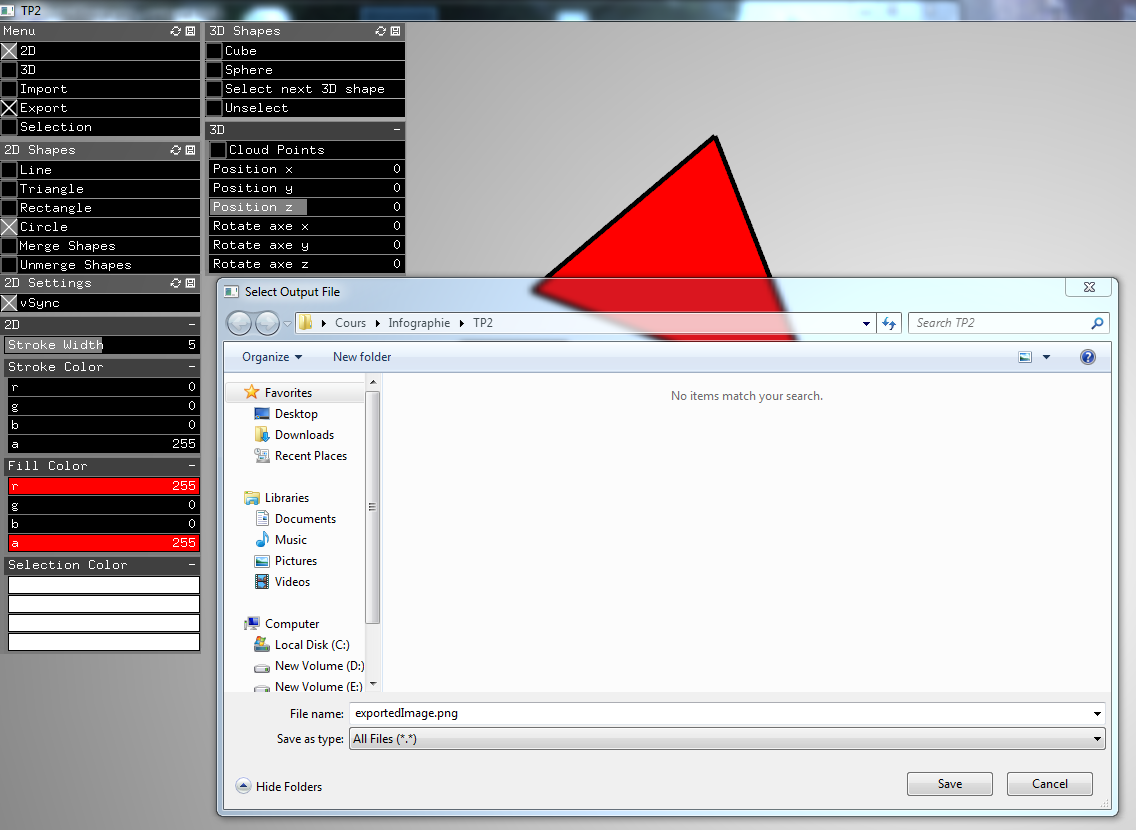 TP2
Menu
2D
3D
Import
Export
Selection
2D Shapes
Line
Triangle
Rectangle
Circle
Merge Shapes
Unmerge Shapes
2D Settings
vSync
2D
Stroke Width 5
Stroke Color
r 0
g 0
b 0
a 255
Fill Color
r 255
g 0
b 0
a 255
Selection Color
3D Shapes
Cube
Sphere
Select next 3D shape
Unselect
3D
Cloud Points
Position x 0
Position y 0
Position z 0
Rotate axe x 0
Rotate axe y 0
Rotate axe z 0
Select Output File
Cours Infographie TP2
Search TP2
Organize New folder
Favorites
Desktop
Downloads
Recent Places
Libraries
Documents
Music
Pictures
Videos
Computer
Local Disk (C:)
New Volume (D:)
New Volume (E:)
No items match your search.
File name: exportedImage.png
Save as type: All Files (*.*)
Hide Folders
Save Cancel